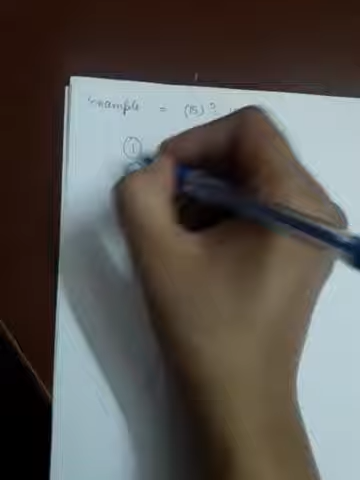 Example = (15)²:
①